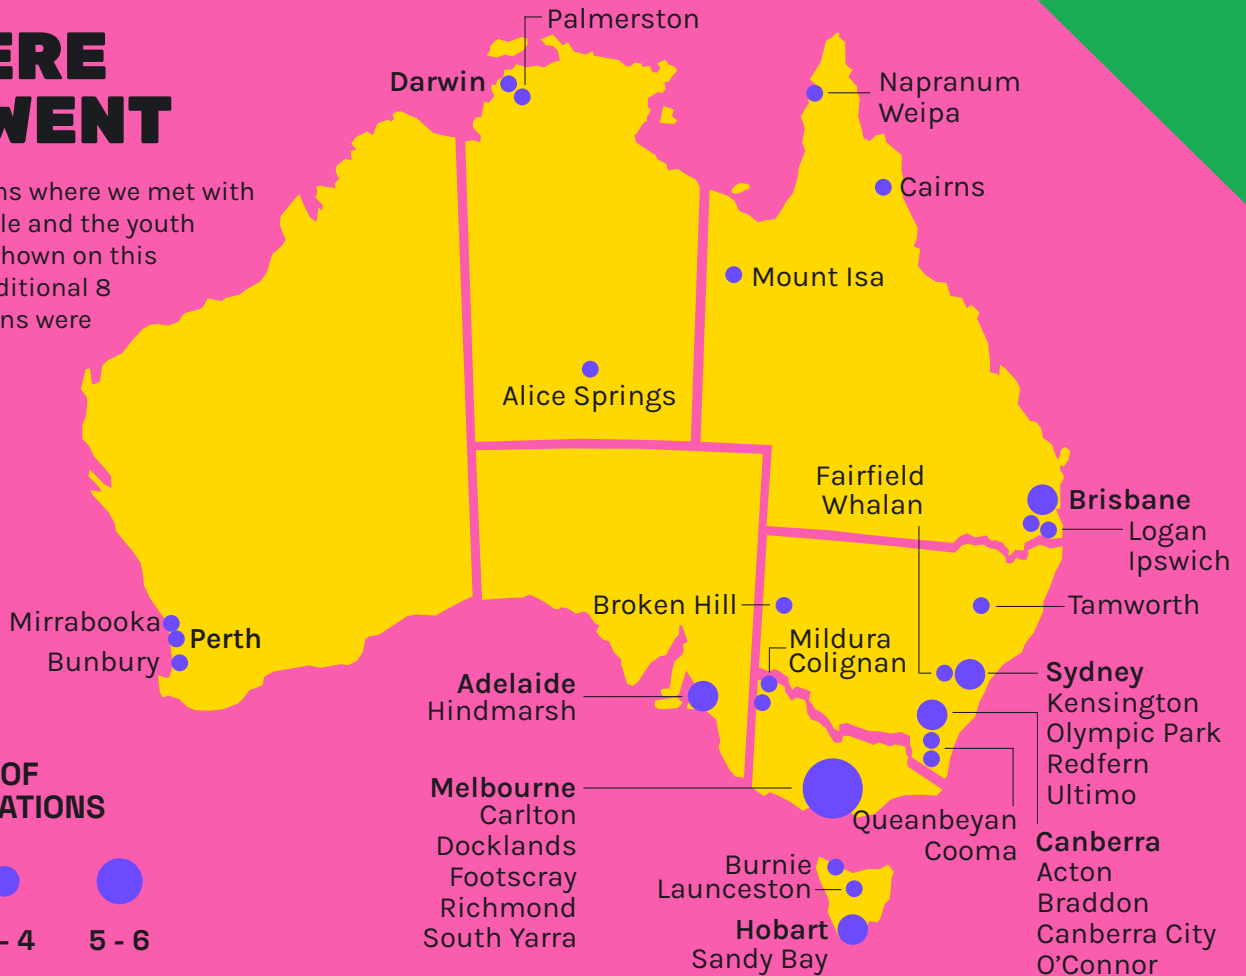 ERE
WENT
ns where we met with
le and the youth
hown on this
ditional 8
ns were
Palmerston
Darwin
Napranum
Weipa
Cairns
Mount Isa
Alice Springs
Fairfield
Whalan
Brisbane
Logan
Ipswich
Broken Hill
Tamworth
Mirrabooka
Perth
Bunbury
Mildura
Colignan
Adelaide
Hindmarsh
Sydney
Kensington
Olympic Park
Redfern
Ultimo
Melbourne
Carlton
Docklands
Footscray
Richmond
South Yarra
Queanbeyan
Cooma
Canberra
Acton
Braddon
Canberra City
O’Connor
Burnie
Launceston
Hobart
Sandy Bay
OF
ATIONS
- 4
5 - 6